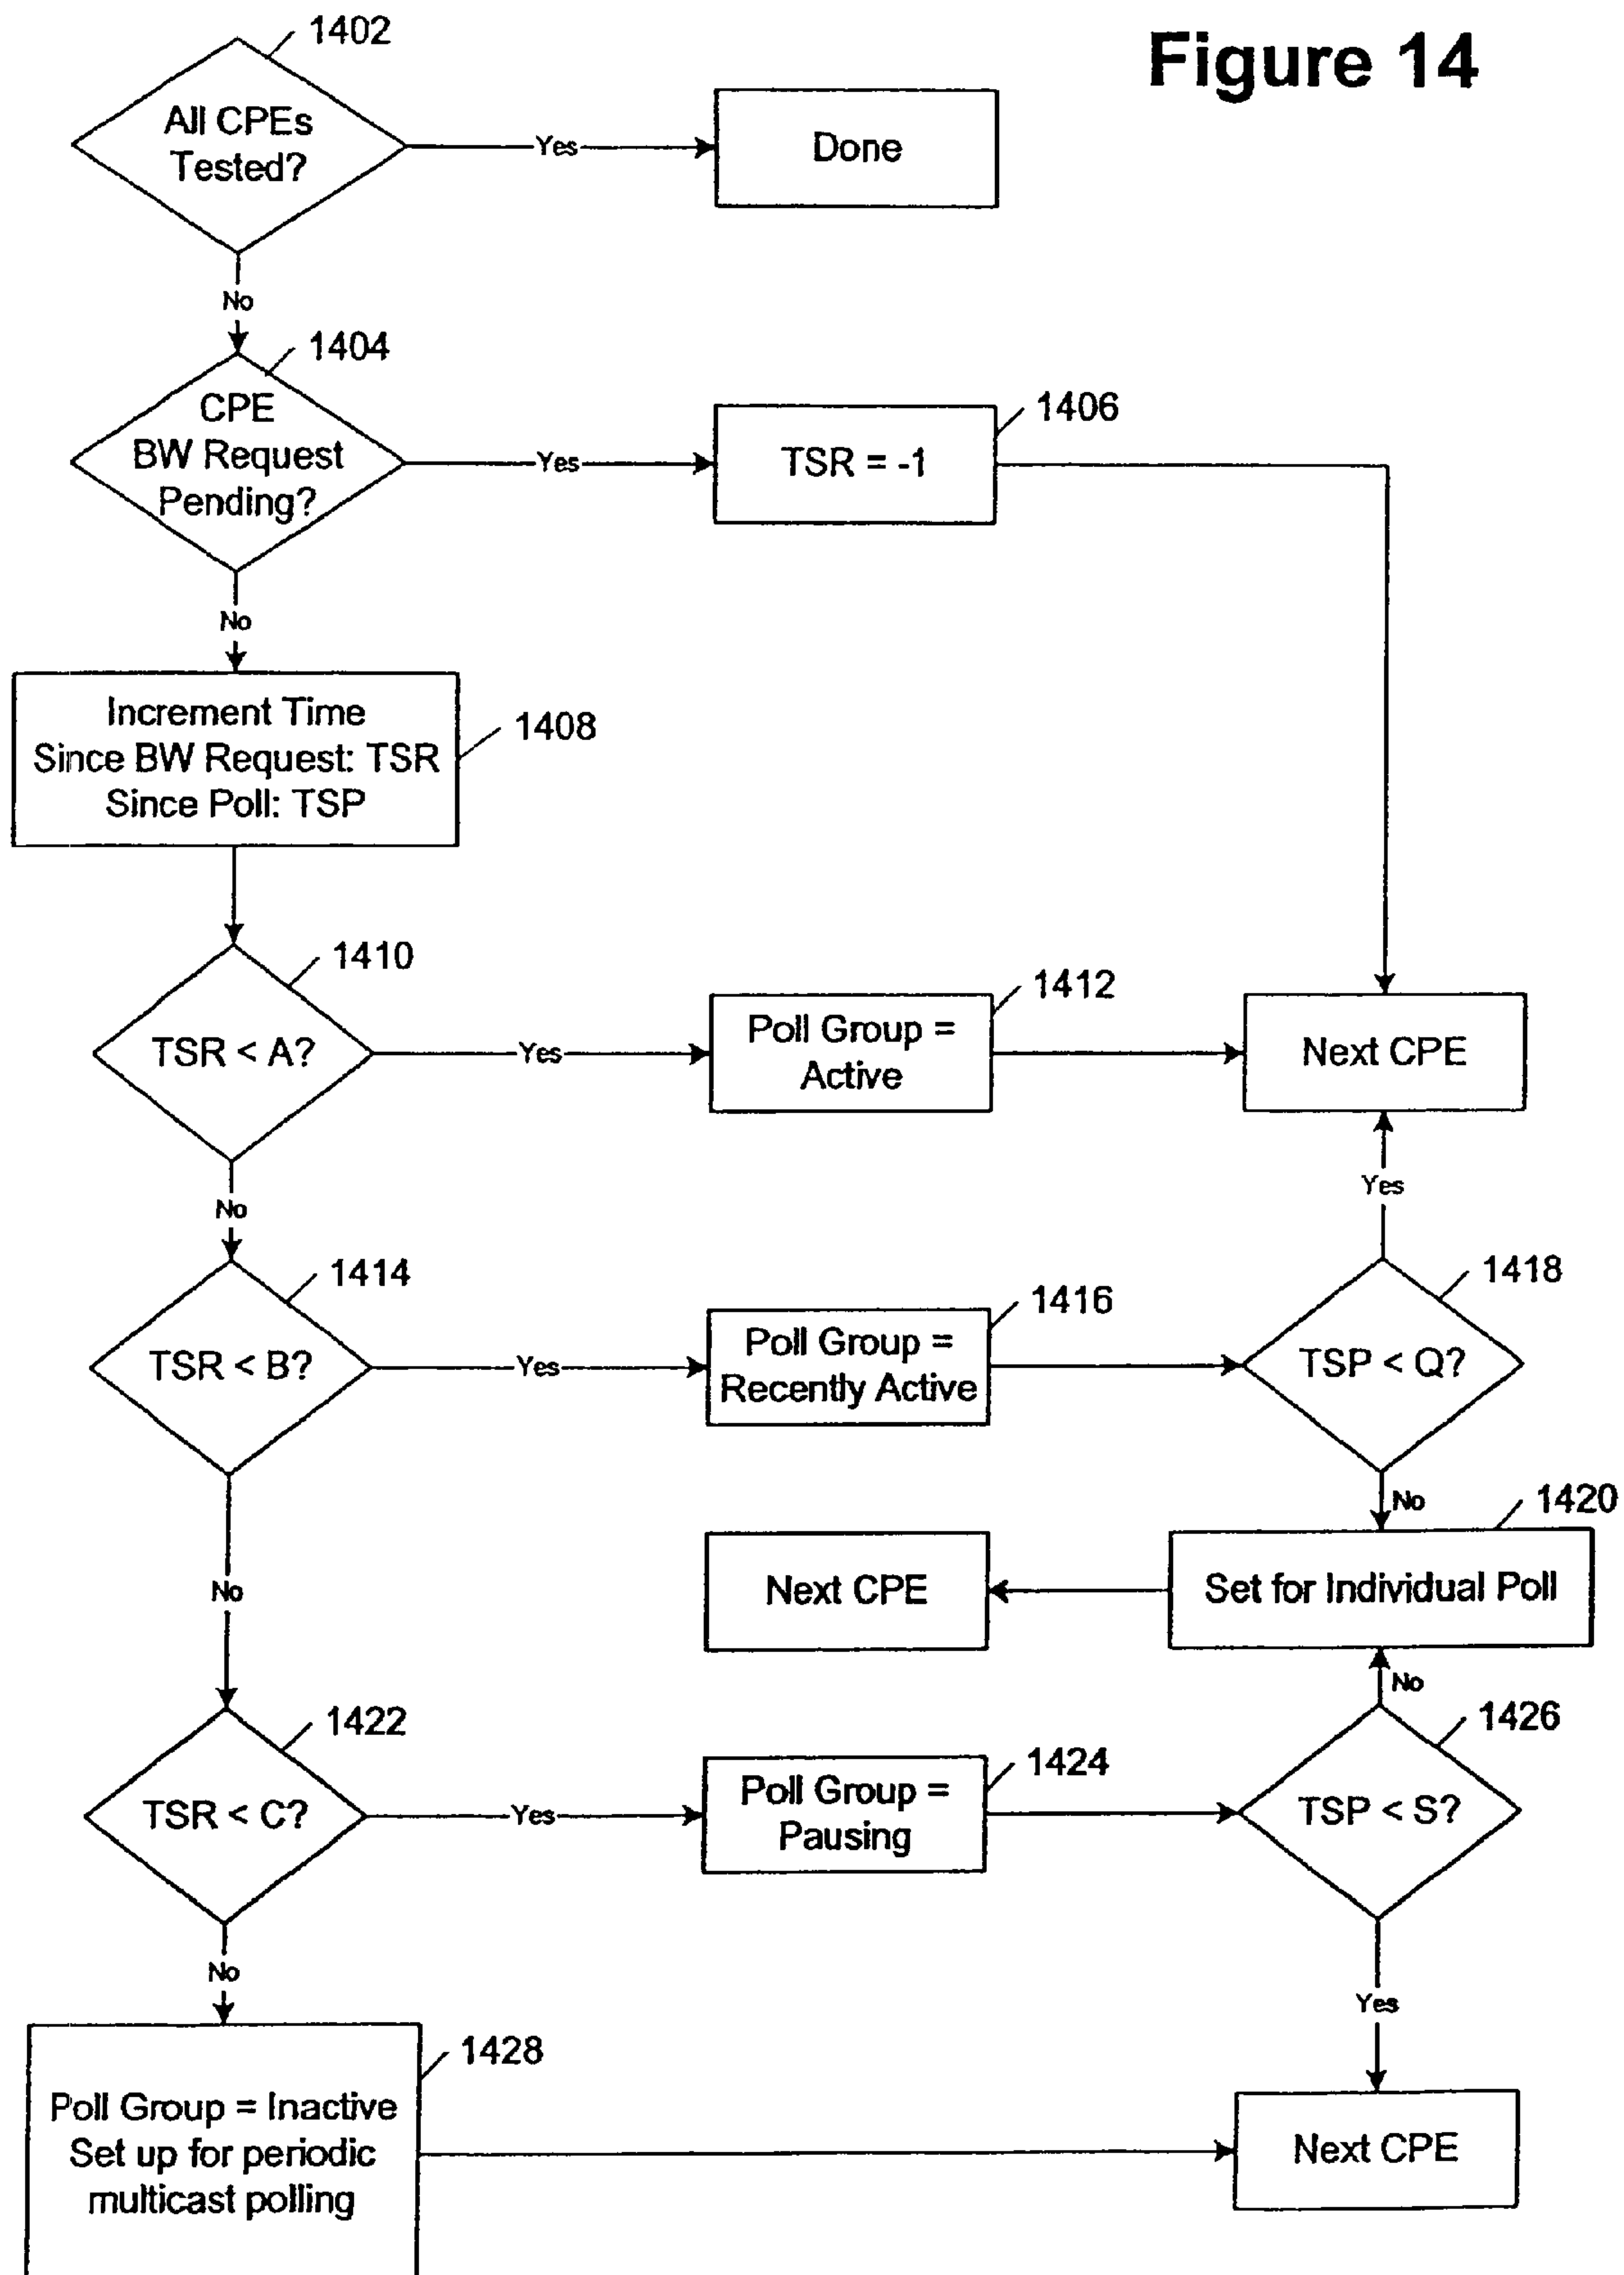 Figure 14
1402
All CPEs
Tested?
Yes
Done
No
1404
CPE
BW Request
Pending?
Yes
1406
TSR = -1
No
Increment Time
Since BW Request: TSR
Since Poll: TSP
1408
1410
TSR < A?
Yes
1412
Poll Group =
Active
Next CPE
No
Yes
1414
TSR < B?
Yes
1416
Poll Group =
Recently Active
1418
TSP < Q?
No
1420
Set for Individual Poll
Next CPE
No
No
1422
TSR < C?
Yes
1424
Poll Group =
Pausing
1426
TSP < S?
No
Yes
1428
Poll Group = Inactive
Set up for periodic
multicast polling
Next CPE